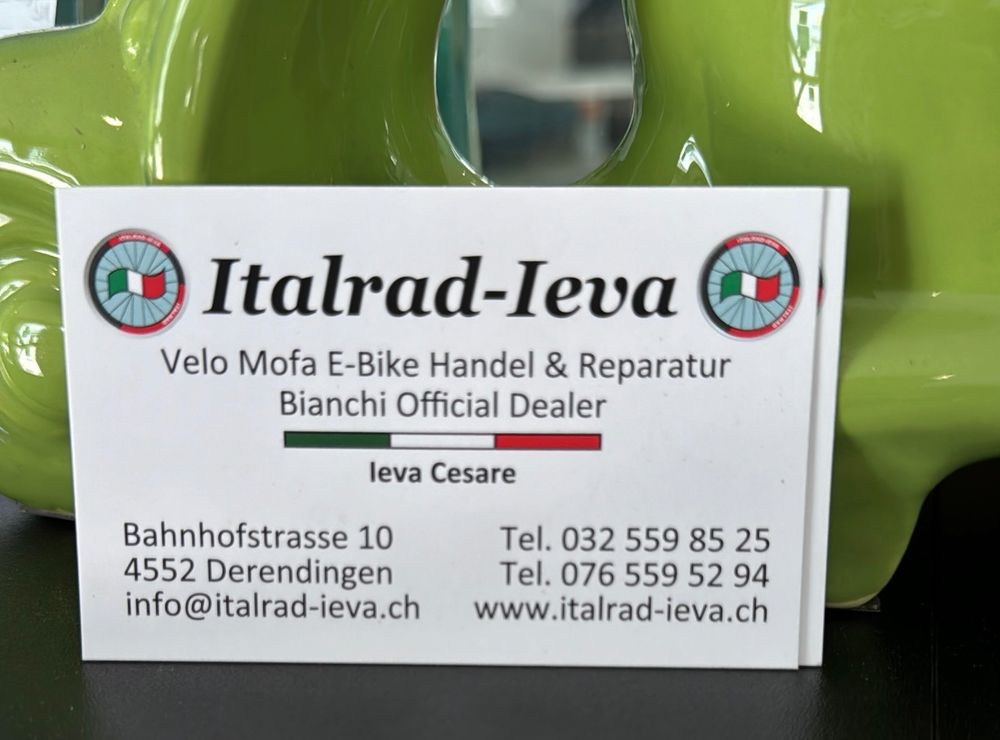 Italrad-Ieva
Velo Mofa E-Bike Handel & Reparatur
Bianchi Official Dealer
Ieva Cesare
Bahnhofstrasse 10
4552 Derendingen
info@italrad-ieva.ch
Tel. 032 559 85 25
Tel. 076 559 52 94
www.italrad-ieva.ch